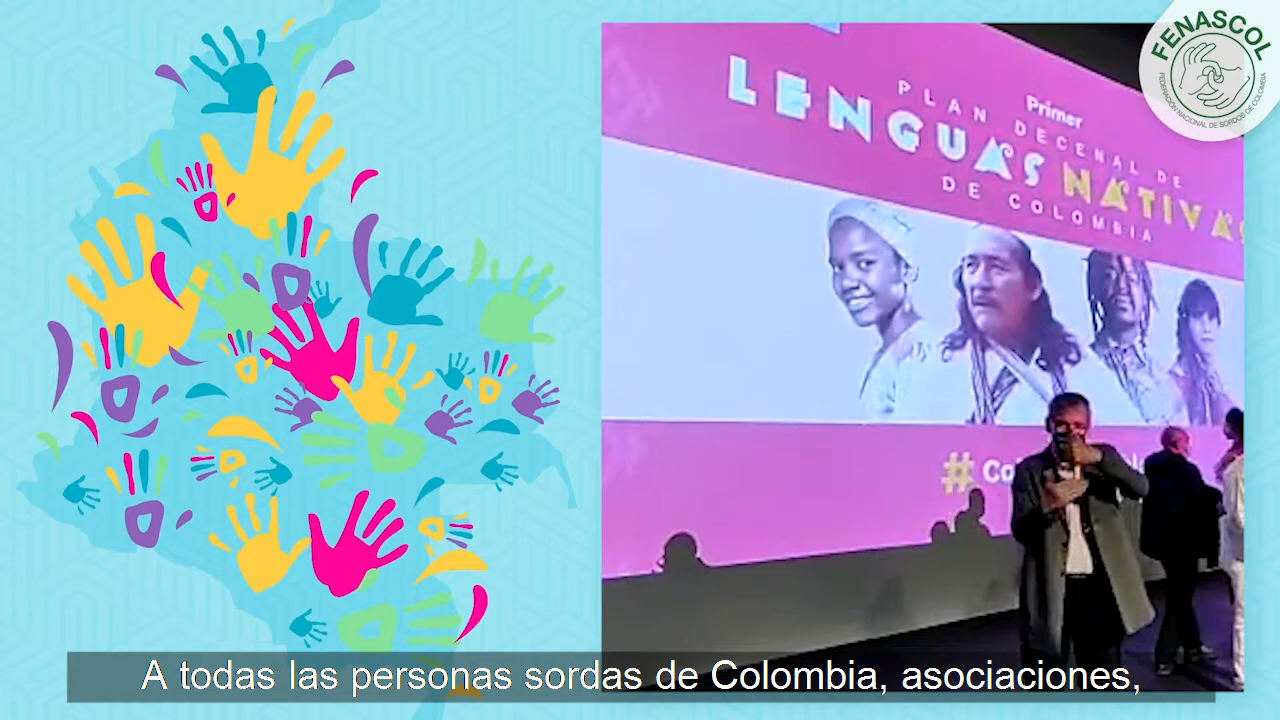 FENASCOL
FEDERACIÓN NACIONAL DE SORDOS DE COLOMBIA
Primer
PLAN DECENAL DE
LENGUAS NATIVAS
DE COLOMBIA
#
A todas las personas sordas de Colombia, asociaciones,